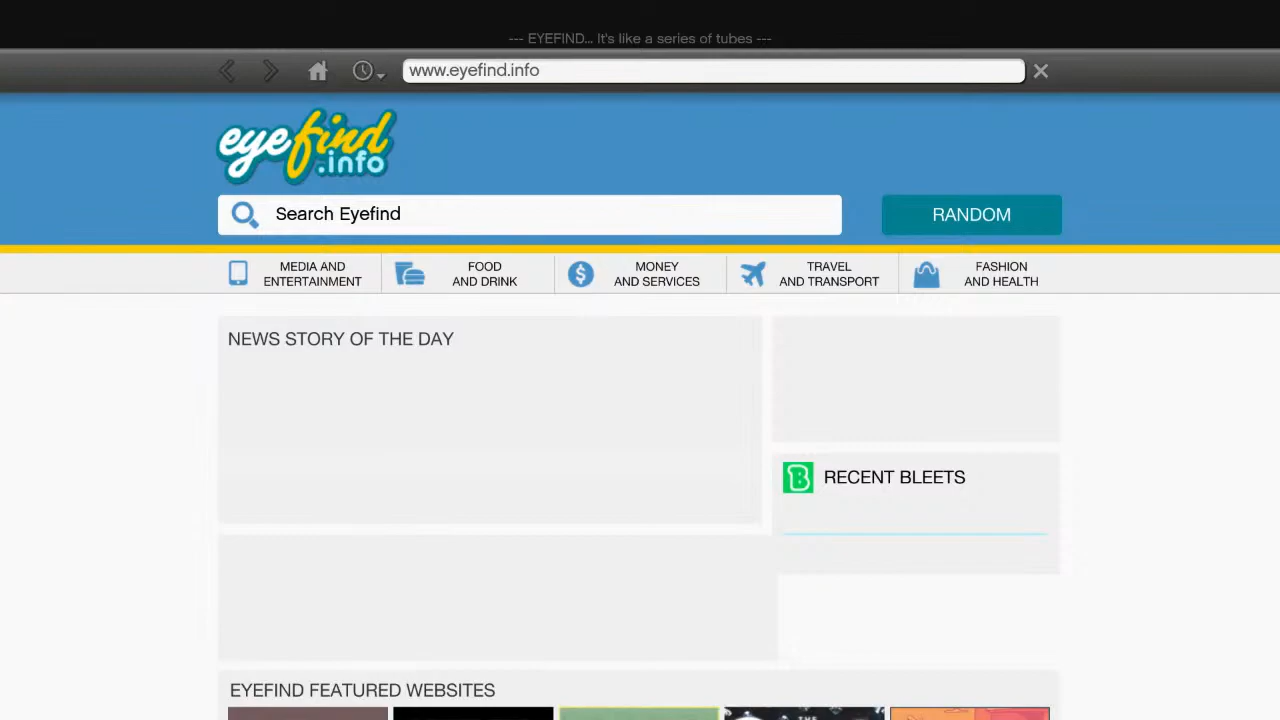 --- EYEFIND... It's like a series of tubes ---
www.eyefind.info
eyefind
.info
Search Eyefind
RANDOM
MEDIA AND
ENTERTAINMENT
FOOD
AND DRINK
MONEY
AND SERVICES
TRAVEL
AND TRANSPORT
FASHION
AND HEALTH
NEWS STORY OF THE DAY
B RECENT BLEETS
EYEFIND FEATURED WEBSITES
THE